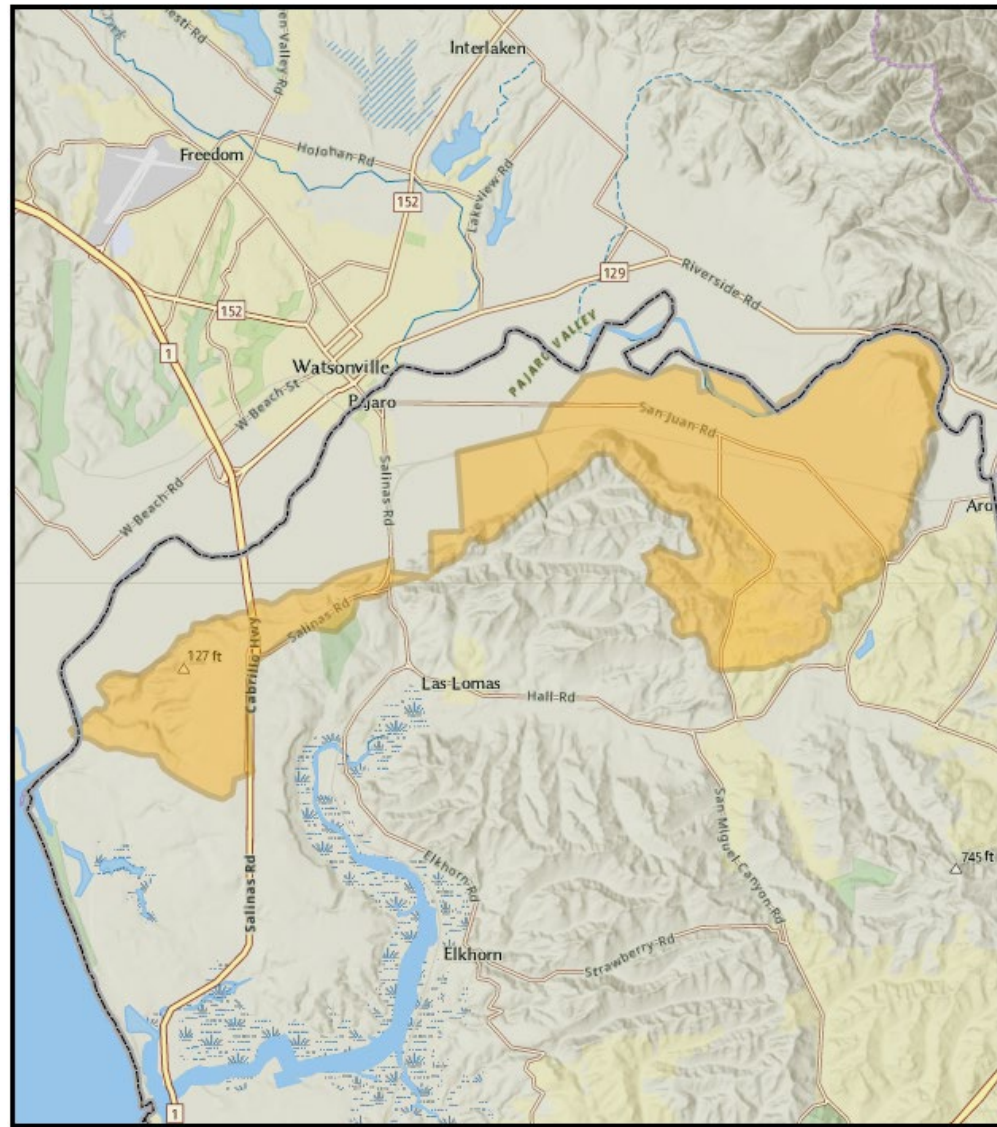 Interlaken
Freedom
Holohan Rd
Lakeview Rd
152
129
Riverside Rd
152
1
PAJARO VALLEY
Watsonville
W Beach St
Pajaro
San Juan Rd
Salinas Rd
W Beach Rd
Aro
Salinas Rd
127 ft
Cabrillo Hwy
Las Lomas
Hall Rd
San Miguel Canyon Rd
Salinas Rd
Elkhorn Rd
745 ft
Elkhorn
Strawberry Rd
1